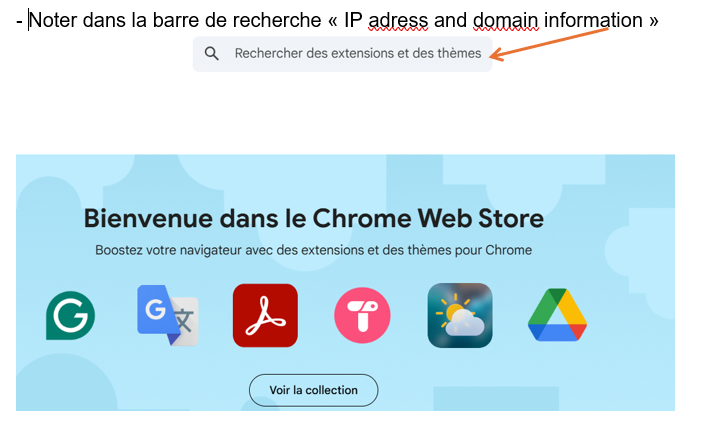 - Noter dans la barre de recherche « IP adress and domain information »
Rechercher des extensions et des thèmes
Bienvenue dans le Chrome Web Store
Boostez votre navigateur avec des extensions et des thèmes pour Chrome
G
G 文
T
Voir la collection